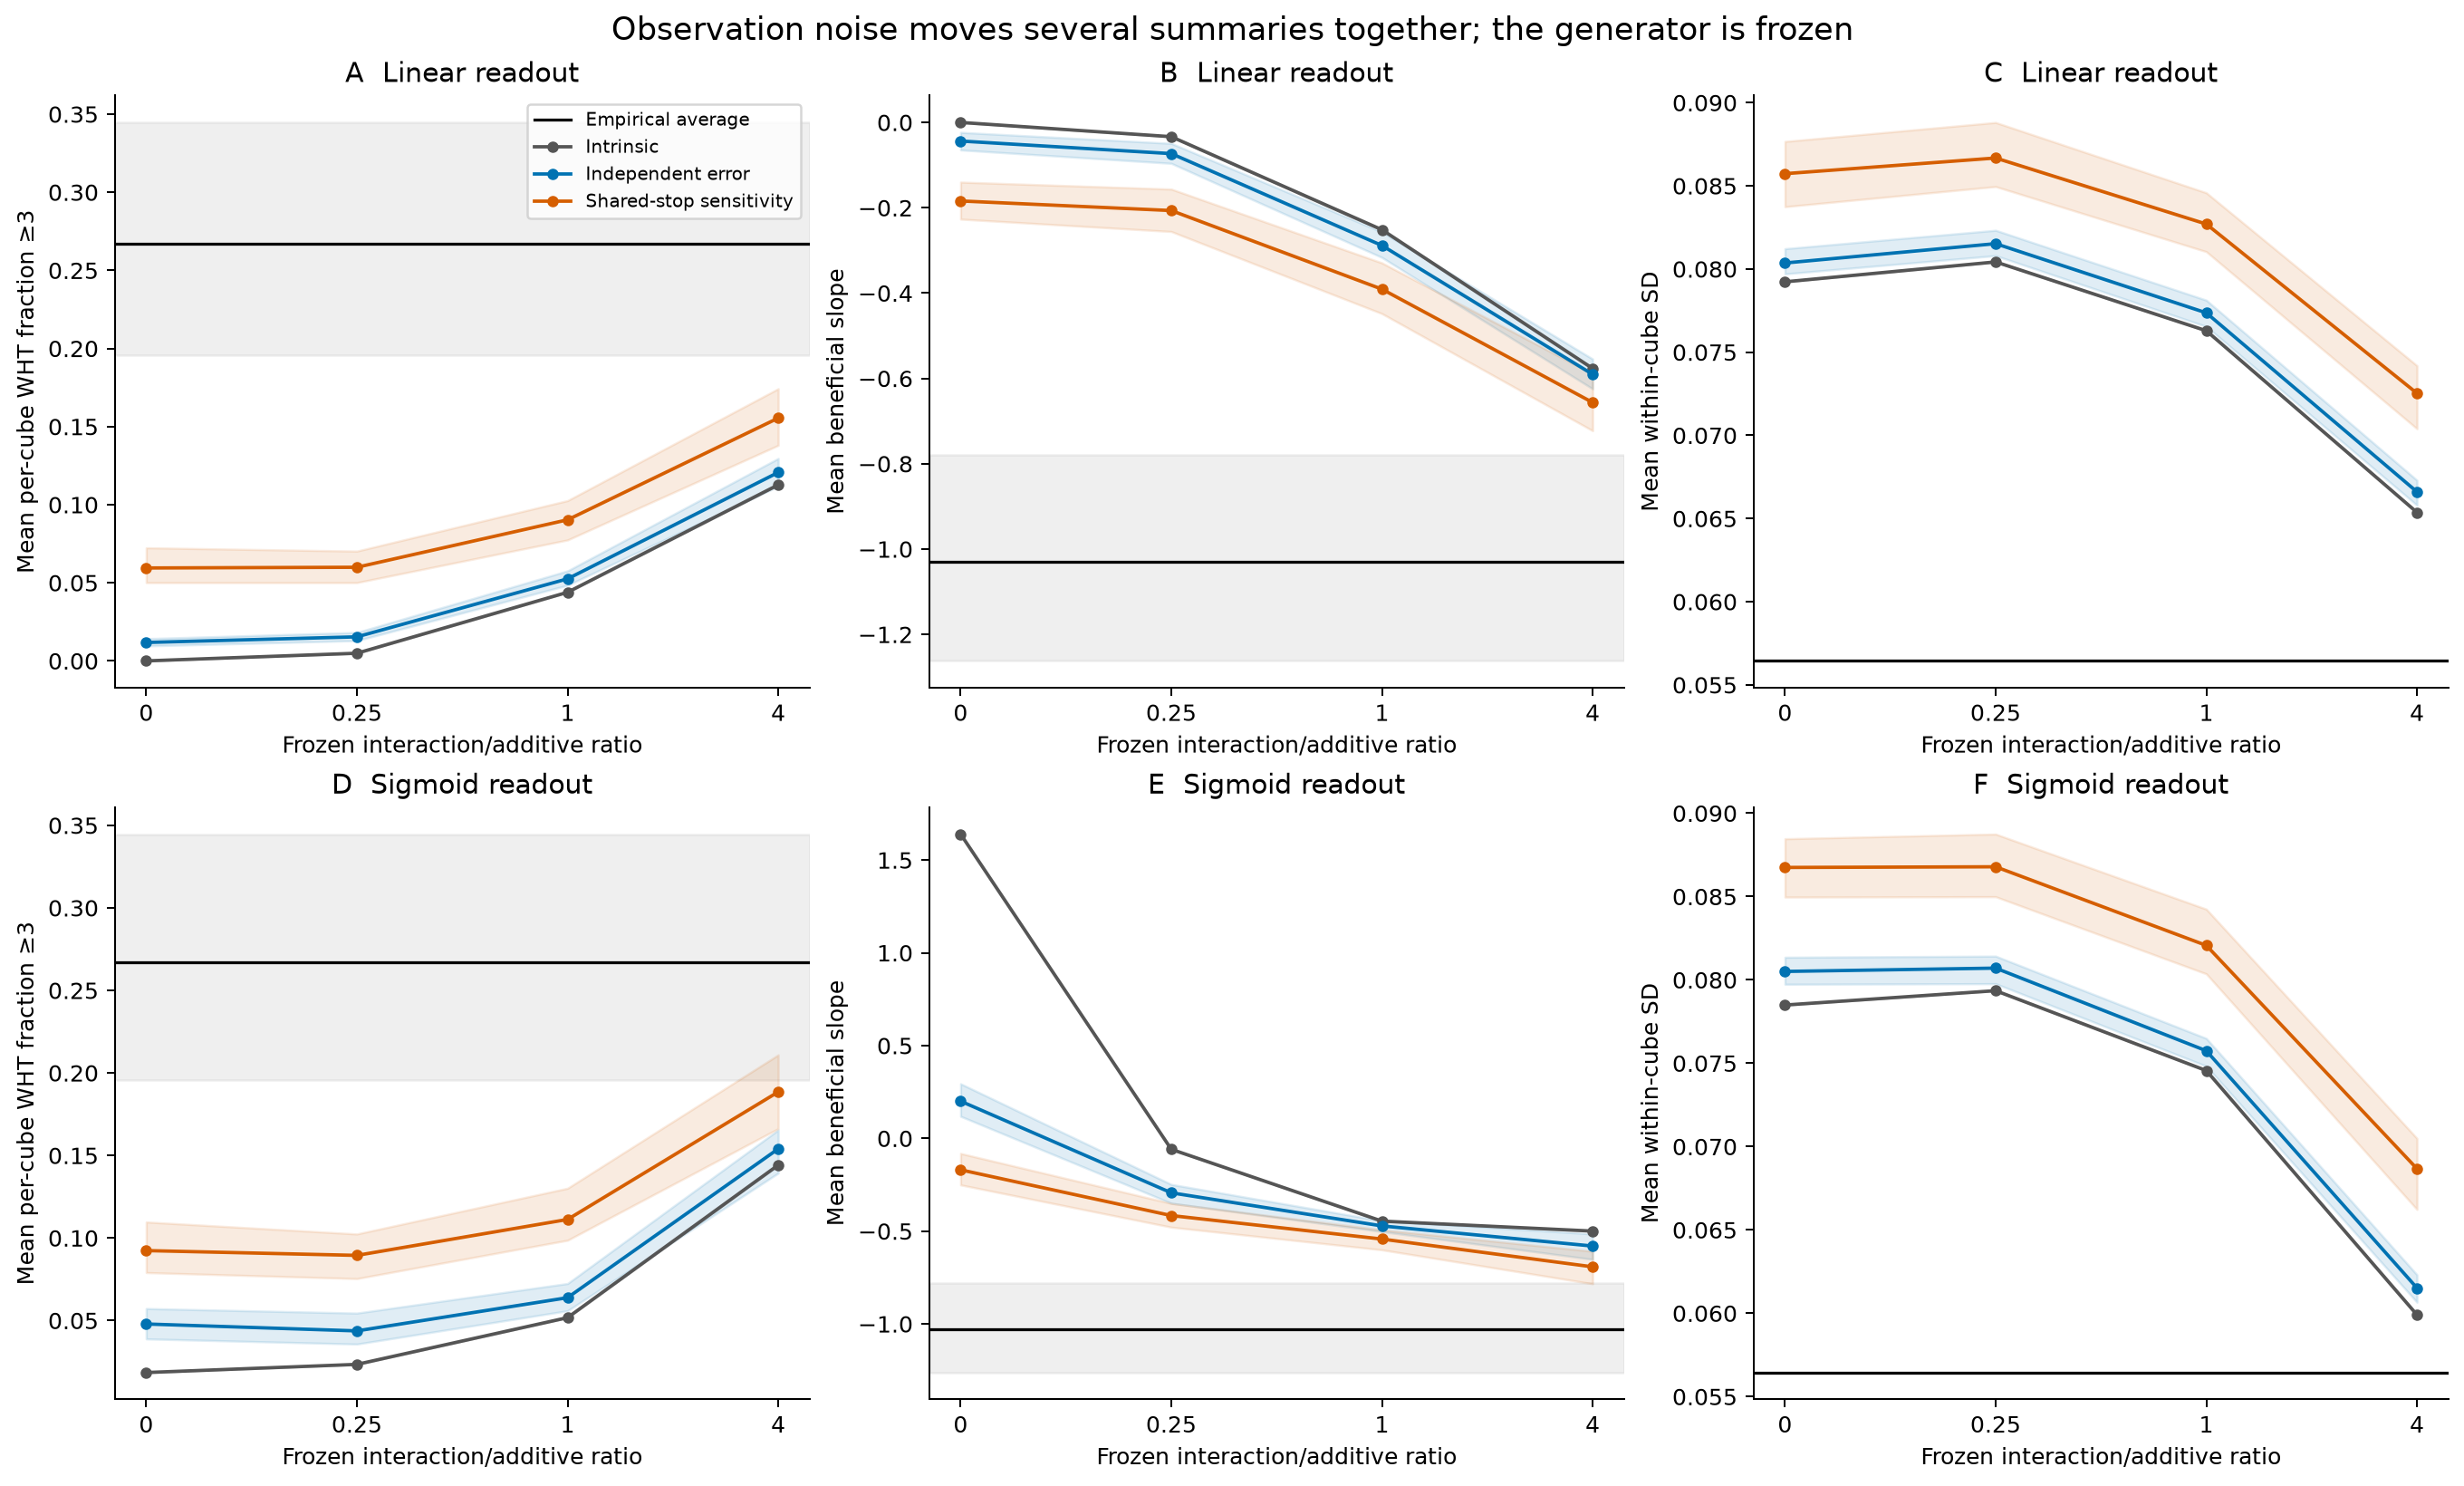 Observation noise moves several summaries together; the generator is frozen
A Linear readout
Mean per-cube WHT fraction ≥3
0.35
0.30
0.25
0.20
0.15
0.10
0.05
0.00
Empirical average
Intrinsic
Independent error
Shared-stop sensitivity
0 0.25 1 4
Frozen interaction/additive ratio
B Linear readout
Mean beneficial slope
0.0
−0.2
−0.4
−0.6
−0.8
−1.0
−1.2
0 0.25 1 4
Frozen interaction/additive ratio
C Linear readout
Mean within-cube SD
0.090
0.085
0.080
0.075
0.070
0.065
0.060
0.055
0 0.25 1 4
Frozen interaction/additive ratio
D Sigmoid readout
Mean per-cube WHT fraction ≥3
0.35
0.30
0.25
0.20
0.15
0.10
0.05
0 0.25 1 4
Frozen interaction/additive ratio
E Sigmoid readout
Mean beneficial slope
1.5
1.0
0.5
0.0
−0.5
−1.0
0 0.25 1 4
Frozen interaction/additive ratio
F Sigmoid readout
Mean within-cube SD
0.090
0.085
0.080
0.075
0.070
0.065
0.060
0.055
0 0.25 1 4
Frozen interaction/additive ratio